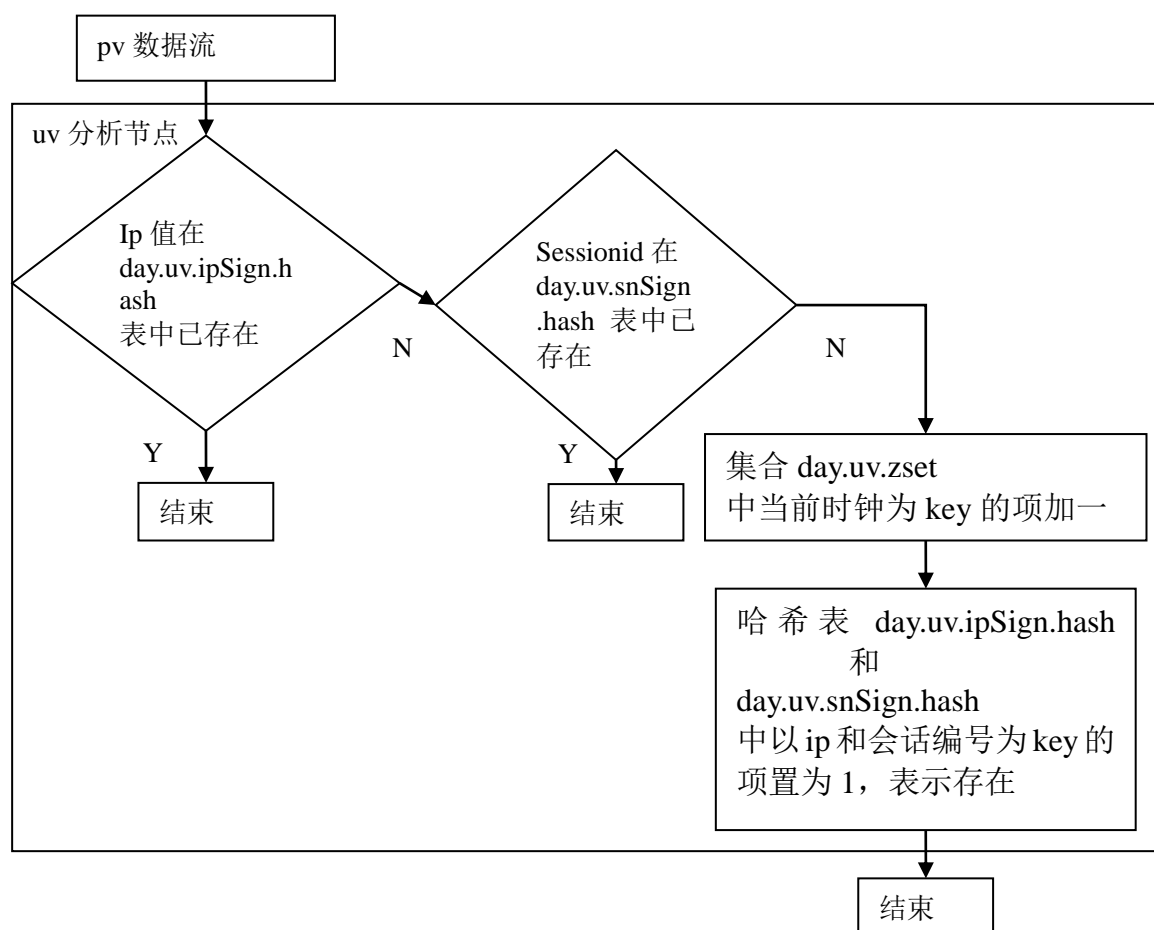 pv 数据流
uv 分析节点
Ip 值在
day.uv.ipSign.h
ash
表中已存在
N
Y
结束
Sessionid 在
day.uv.snSign
.hash 表中已
存在
N
Y
结束
集合 day.uv.zset
中当前时钟为 key 的项加一
哈希表 day.uv.ipSign.hash
和
day.uv.snSign.hash
中以 ip 和会话编号为 key 的
项置为 1，表示存在
结束